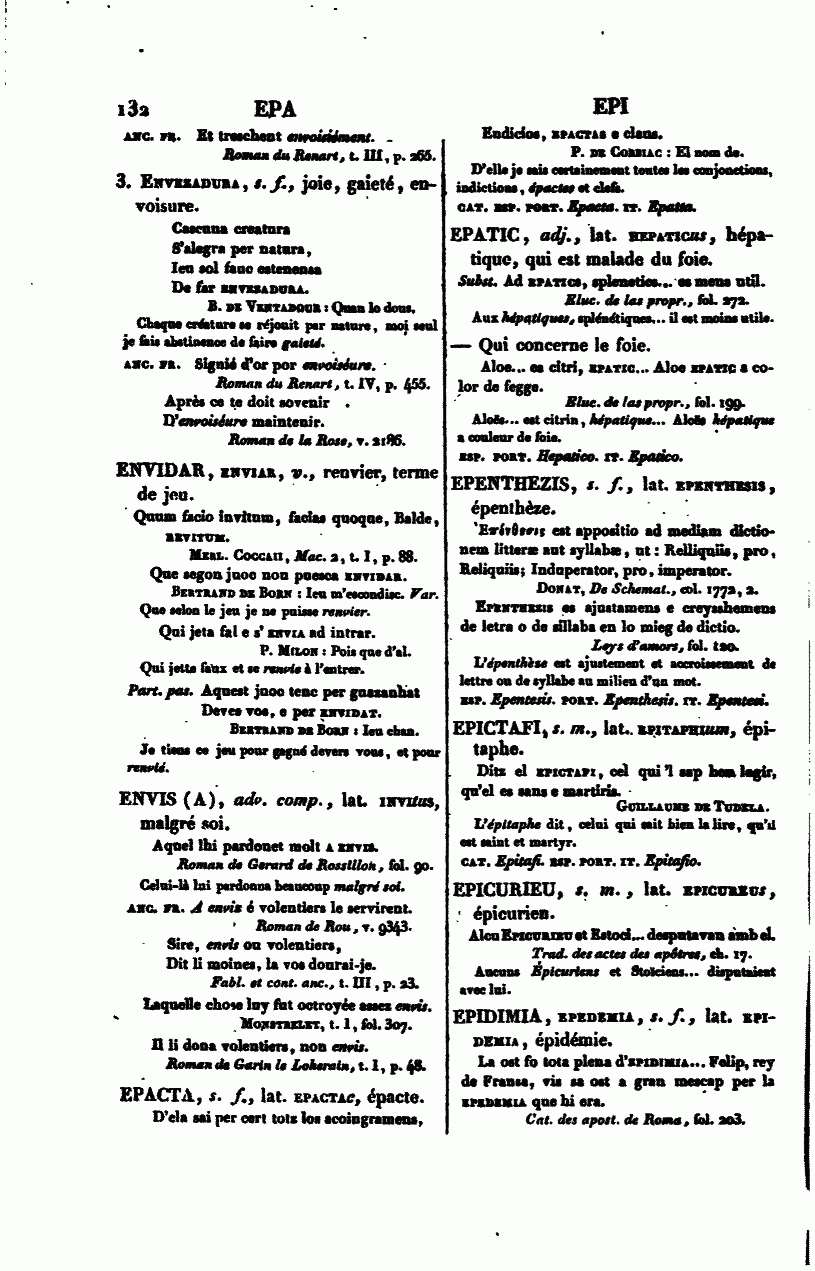 132 EPA EPI
ANC. FR. Et treschent envoisiément.
Roman du Renart, t. III, p. 265.
3. ENVEZADURA, s. f., joie, gaieté, en-
voisure.
Cascuna creatura
S'alegra per natura,
Ieu sol fauc estenensa
De far ENVEZADURA.
B. DE VENTADOUR : Quan lo dous.
Chaque créature se réjouit par nature, moi seul
je fais abstinence de faire gaieté.
ANC. FR. Signié d'or por envoiséure.
Roman du Renart, t. IV, p. 455.
Après ce te doit sovenir
D'envoiséure maintenir.
Roman de la Rose, v. 2186.
ENVIDAR, ENVIAR, v., renvier, terme
de jeu.
Quum facio invitum, facias quoque, Balde,
REVITUM.
MERL. COCCAII, Mac. 2, t. I, p. 88.
Que segon juoc non puesca ENVIDAR.
BERTRAND DE BORN : Ieu m'escondisc. Var.
Que selon le jeu je ne puisse renvier.
Qui jeta fal e s' ENVIA ad intrar.
P. MILON : Pois que d'al.
Qui jette faux et se renvie à l'entrer.
Part. pas. Aquest juoc tenc per guazanhat
Deves vos, e per ENVIDAT.
BERTRAND DE BORN : Ieu chan.
Je tiens ce jeu pour gagné devers vous, et pour
renvié.
ENVIS (A), adv. comp., lat. INVITUS,
malgré soi.
Aquel lhi pardonet molt A ENVIS.
Roman de Gerard de Rossillon, fol. 90.
Celui-là lui pardonna beaucoup malgré soi.
ANC. FR. A envis é volentiers le servirent.
Roman de Rou, v. 9343.
Sire, envis ou volentiers,
Dit li moines, la vos donrai-je.
Fabl. et cont. anc., t. III, p. 23.
Laquelle chose luy fut octroyée assez envis.
MONSTRELET, t. I, fol. 307.
Il li dona volentiers, non envis.
Roman de Garin le Loherain, t. I, p. 48.
EPACTA, s. f., lat. EPACTAE, épacte.
D'ela sai per cert totz los acoingramens,
Endicios, EPACTAS e claus.
P. DE CORBIAC : El nom de.
D'elle je sais certainement toutes les conjonctions,
indictions, épactes et clefs.
CAT. ESP. PORT. Epacta. IT. Epatta.
EPATIC, adj., lat. HEPATICUS, hépa-
tique, qui est malade du foie.
Subst. Ad EPATICS, splenetics... es mens util.
Eluc. de las propr., fol. 272.
Aux hépatiques, splénétiques... il est moins utile.
— Qui concerne le foie.
Aloe... es citri, EPATIC... Aloe EPATIC a co-
lor de fegge.
Eluc. de las propr., fol. 199.
Aloës... est citrin, hépatique... Aloës hépatique
a couleur de foie.
ESP. PORT. Hepatico. IT. Epatico.
EPENTHEZIS, s. f., lat. EPENTHESIS,
épenthèze.
Ἐπένθεσις est appositio ad mediam dictio-
nem litteræ aut syllabæ, ut : Relliquiis, pro,
Reliquiis; Induperator, pro, imperator.
DONAT, De Schemat., col. 1772, 2.
EPENTHEZIS es ajustamens e creysshemens
de letra o de sillaba en lo mieg de dictio.
Leys d'amors, fol. 120.
L'épenthèse est ajustement et accroissement de
lettre ou de syllabe au milieu d'un mot.
ESP. Epentesis. PORT. Epenthesis. IT. Epentesi.
EPICTAFI, s. m., lat. EPITAPHIUM, épi-
taphe.
Ditz el EPICTAFI, cel qui 'l sap ben legir,
qu'el es sans e martiris.
GUILLAUME DE TUDELA.
L'épitaphe dit, celui qui sait bien la lire, qu'il
est saint et martyr.
CAT. Epitafi. ESP. PORT. IT. Epitafio.
EPICURIEU, s. m., lat. EPICUREUS,
épicurien.
Alcu EPICURIEU et Estoci... desputavan amb el.
Trad. des actes des apôtres, ch. 17.
Aucuns Épicuriens et Stoïciens... disputaient
avec lui.
EPIDIMIA, EPEDEMIA, s. f., lat. EPI-
DEMIA, épidémie.
La ost fo tota plena d'EPIDIMIA... Felip, rey
de Fransa, vis sa ost a gran mescap per la
EPEDEMIA que hi era.
Cat. des apost. de Roma, fol. 203.